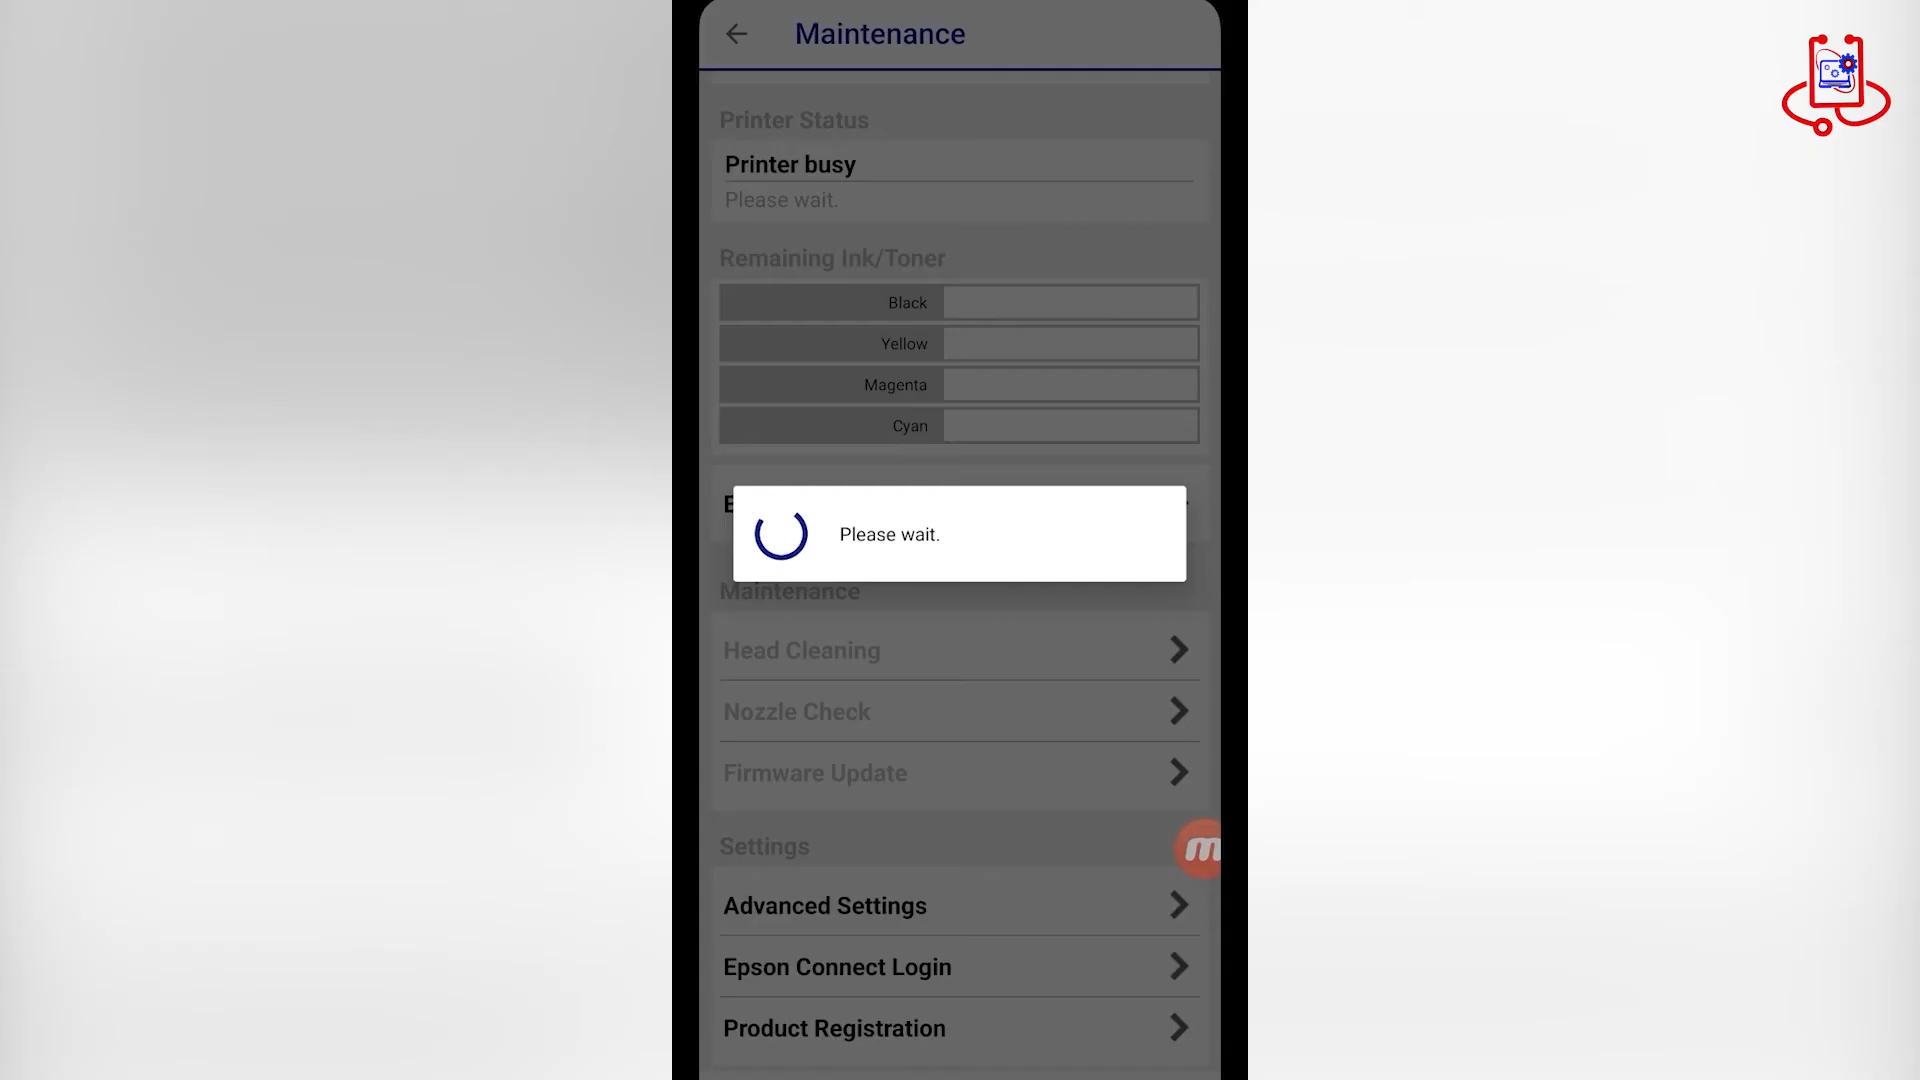 Maintenance
Printer Status
Printer busy
Please wait.
Remaining Ink/Toner
Black
Yellow
Magenta
Cyan
Please wait.
Maintenance
Head Cleaning
Nozzle Check
Firmware Update
Settings
Advanced Settings
Epson Connect Login
Product Registration